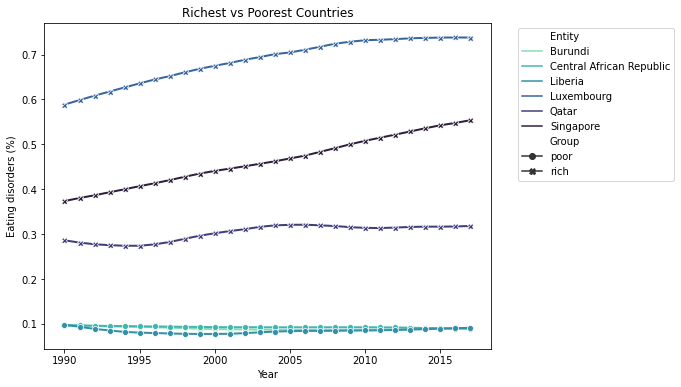 Richest vs Poorest Countries
Eating disorders (%)
0.7
0.6
0.5
0.4
0.3
0.2
0.1
1990
1995
2000
2005
2010
2015
Year
Entity
Burundi
Central African Republic
Liberia
Luxembourg
Qatar
Singapore
Group
poor
rich